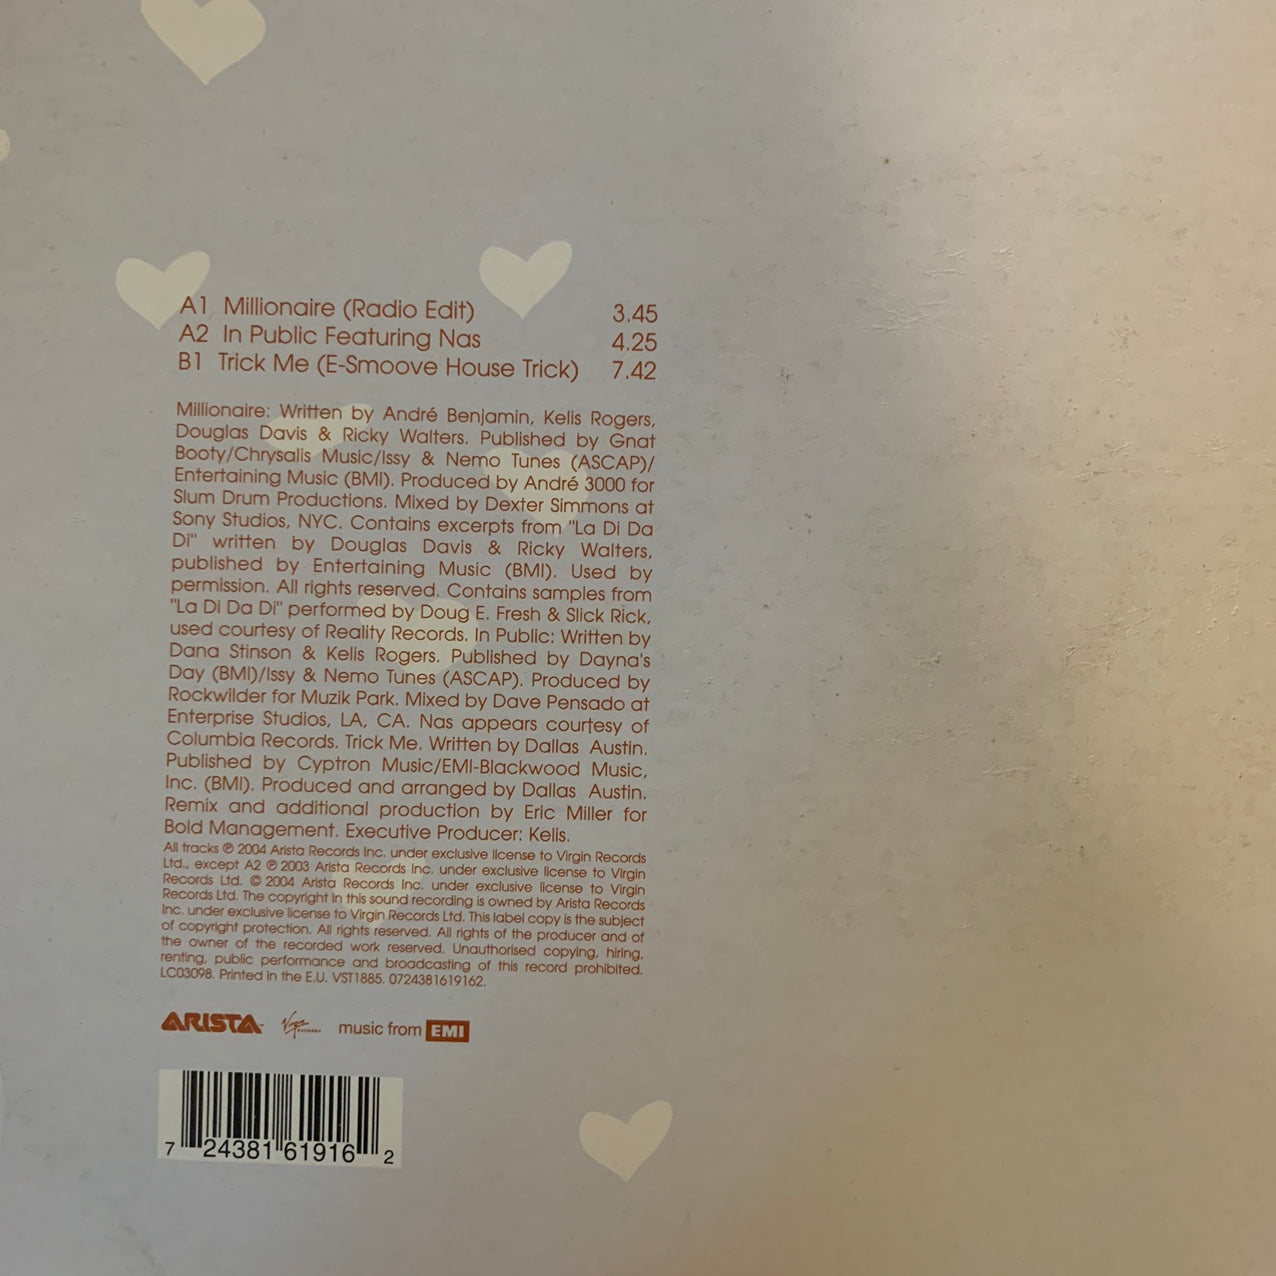 A1 Millionaire (Radio Edit) 3.45
A2 In Public Featuring Nas 4.25
B1 Trick Me (E-Smoove House Trick) 7.42
Millionaire: Written by André Benjamin, Kelis Rogers,
Douglas Davis & Ricky Walters. Published by Gnat
Booty/Chrysalis Music/Issy & Nemo Tunes (ASCAP)/
Entertaining Music (BMI). Produced by André 3000 for
Slum Drum Productions. Mixed by Dexter Simmons at
Sony Studios, NYC. Contains excerpts from "La Di Da
Di" written by Douglas Davis & Ricky Walters,
published by Entertaining Music (BMI). Used by
permission. All rights reserved. Contains samples from
"La Di Da Di" performed by Doug E. Fresh & Slick Rick,
used courtesy of Reality Records. In Public: Written by
Dana Stinson & Kelis Rogers. Published by Dayna's
Day (BMI)/Issy & Nemo Tunes (ASCAP). Produced by
Rockwilder for Muzik Park. Mixed by Dave Pensado at
Enterprise Studios, LA, CA. Nas appears courtesy of
Columbia Records. Trick Me. Written by Dallas Austin.
Published by Cyptron Music/EMI-Blackwood Music,
Inc. (BMI). Produced and arranged by Dallas Austin.
Remix and additional production by Eric Miller for
Bold Management. Executive Producer: Kelis.
All tracks ℗ 2004 Arista Records Inc. under exclusive license to Virgin Records
Ltd., except A2 ℗ 2003 Arista Records Inc. under exclusive license to Virgin
Records Ltd. © 2004 Arista Records Inc. under exclusive license to Virgin
Records Ltd. The copyright in this sound recording is owned by Arista Records
Inc. under exclusive license to Virgin Records Ltd. This label copy is the subject
of copyright protection. All rights reserved. All rights of the producer and of
the owner of the recorded work reserved. Unauthorised copying, hiring,
renting, public performance and broadcasting of this record prohibited.
LC03098. Printed in the E.U. VST1885. 0724381619162.
ARISTA Virgin RECORDS music from EMI
7 24381 61916 2